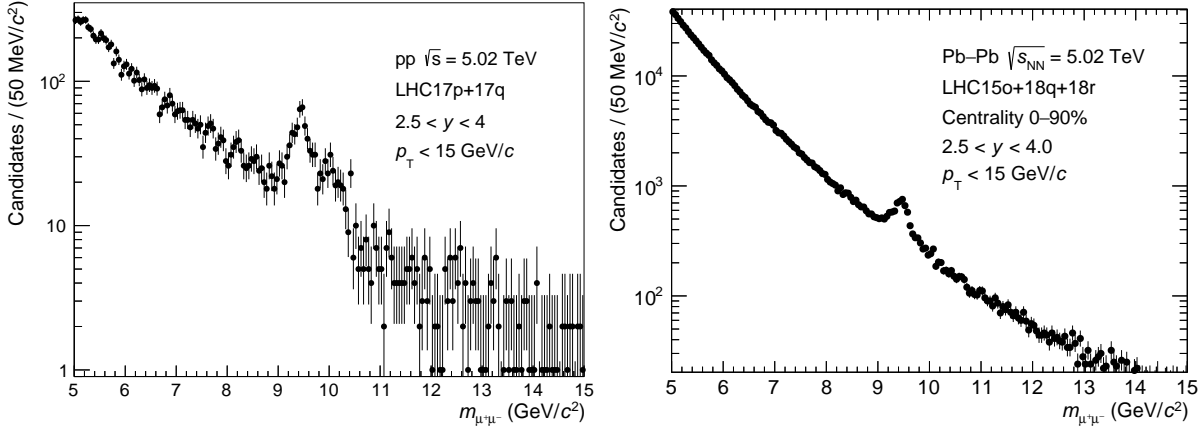 Candidates / (50 MeV/c²)
10²
10
1
pp √s = 5.02 TeV
LHC17p+17q
2.5 < y < 4
p_T < 15 GeV/c
5 6 7 8 9 10 11 12 13 14 15
m_μ⁺μ⁻ (GeV/c²)
Candidates / (50 MeV/c²)
10⁴
10³
10²
Pb–Pb √s_NN = 5.02 TeV
LHC15o+18q+18r
Centrality 0–90%
2.5 < y < 4.0
p_T < 15 GeV/c
5 6 7 8 9 10 11 12 13 14 15
m_μ⁺μ⁻ (GeV/c²)